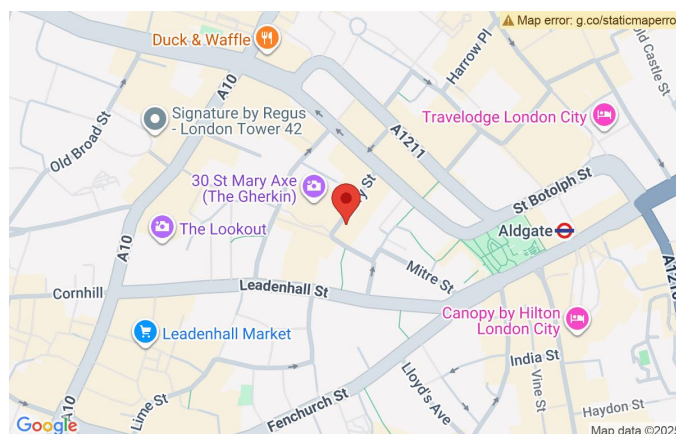 Map error: g.co/staticmaperro
Duck & Waffle
Harrow Pl
Old Castle St
A10
Signature by Regus
- London Tower 42
Travelodge London City
A1211
Old Broad St
30 St Mary Axe
(The Gherkin)
St Botolph St
The Lookout
Aldgate
A10
Mitre St
Cornhill
Leadenhall St
Canopy by Hilton
London City
Leadenhall Market
India St
Lloyd's Ave
Vine St
A10
Lime St
Fenchurch St
Haydon St
Google
Map data ©2025